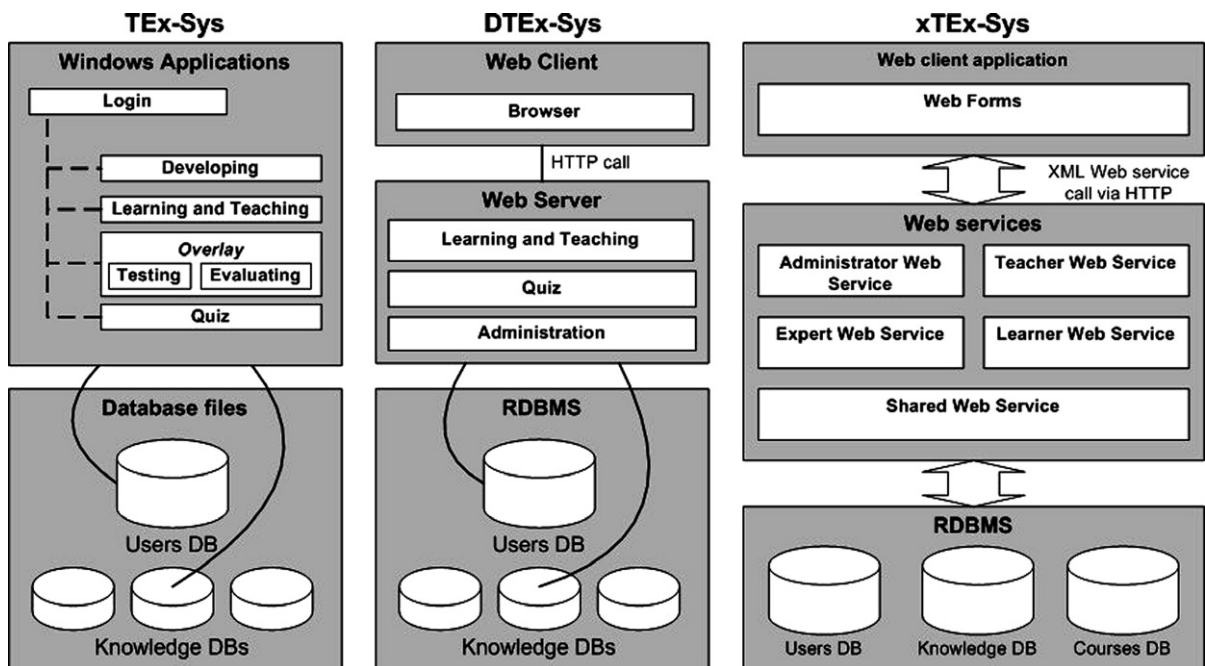 TEx-Sys
Windows Applications
Login
Developing
Learning and Teaching
Overlay
Testing
Evaluating
Quiz
Database files
Users DB
Knowledge DBs
DTEx-Sys
Web Client
Browser
HTTP call
Web Server
Learning and Teaching
Quiz
Administration
RDBMS
Users DB
Knowledge DBs
xTEx-Sys
Web client application
Web Forms
XML Web service
call via HTTP
Web services
Administrator Web
Service
Teacher Web Service
Expert Web Service
Learner Web Service
Shared Web Service
RDBMS
Users DB
Knowledge DB
Courses DB